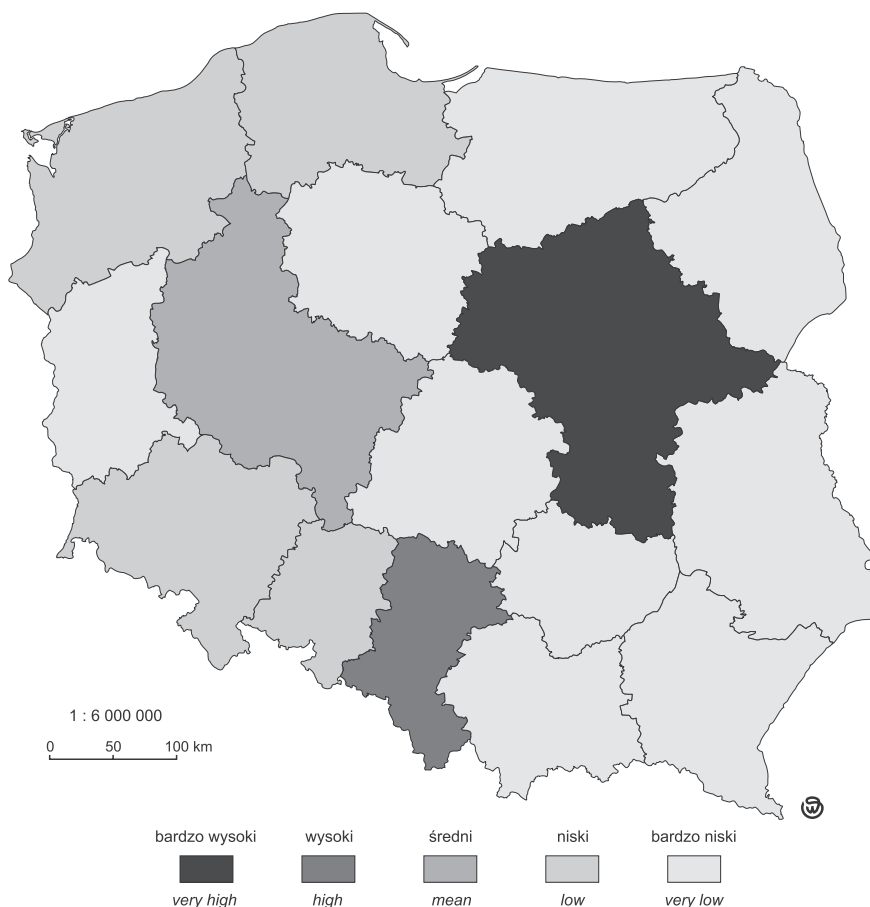 1 : 6 000 000
0 50 100 km
bardzo wysoki wysoki średni niski bardzo niski
very high high mean low very low